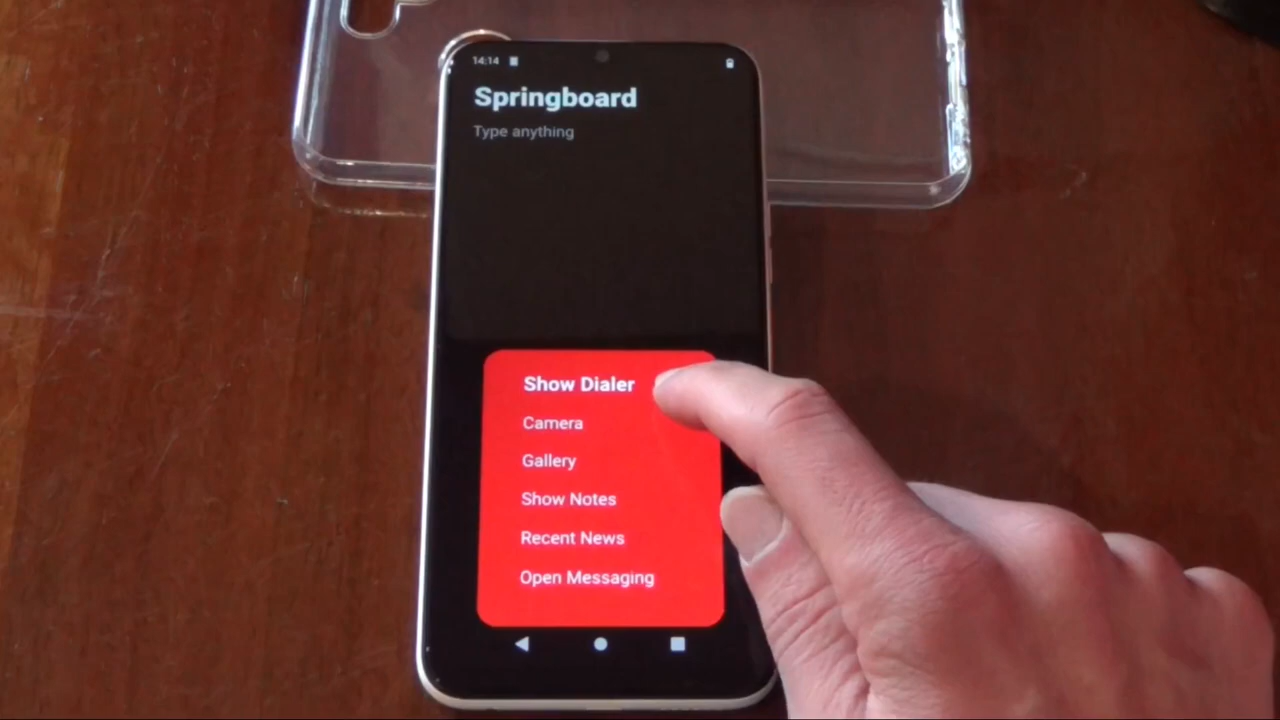 14:14
Springboard
Type anything
Show Dialer
Camera
Gallery
Show Notes
Recent News
Open Messaging